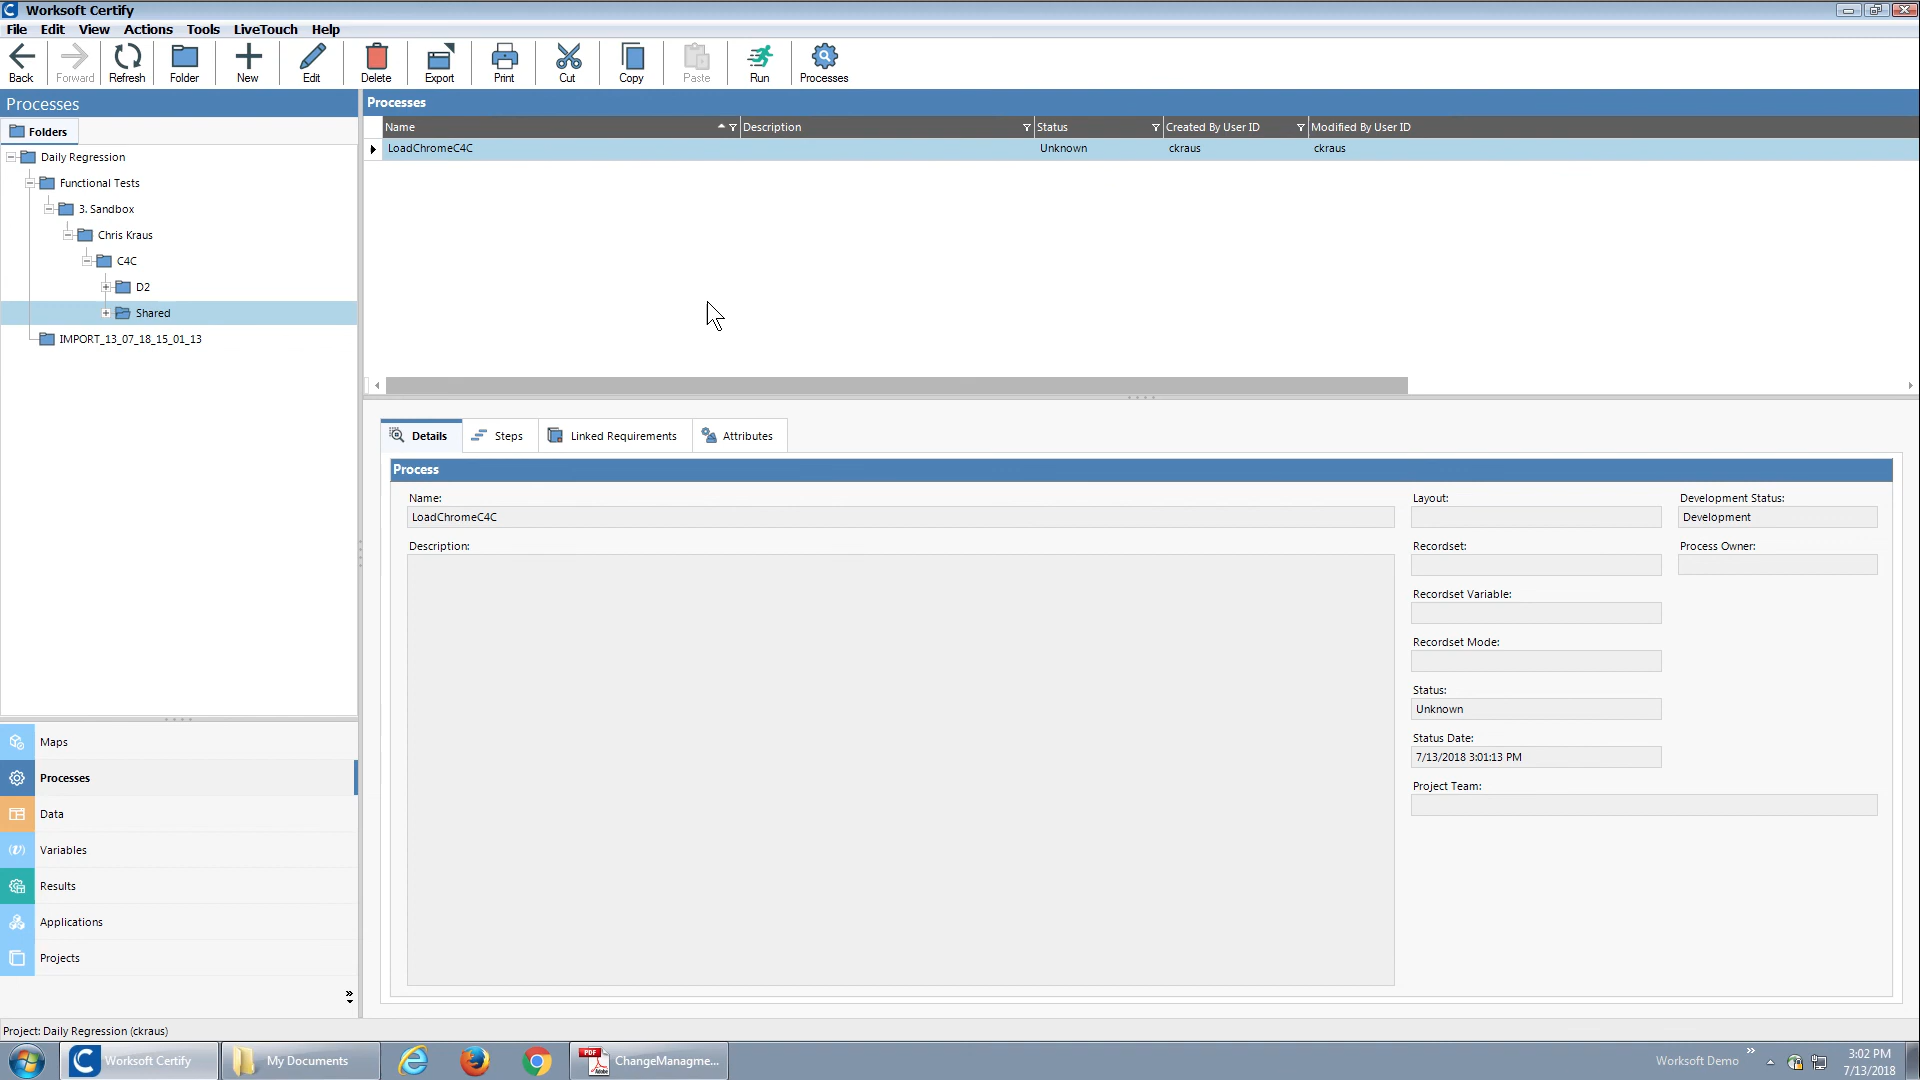 Worksoft Certify
File Edit View Actions Tools LiveTouch Help
Back Forward Refresh Folder New Edit Delete Export Print Cut Copy Paste Run Processes
Processes
Folders
Daily Regression
Functional Tests
3. Sandbox
Chris Kraus
C4C
D2
Shared
IMPORT_13_07_18_15_01_13
Maps
Processes
Data
Variables
Results
Applications
Projects
Processes
Name Description Status Created By User ID Modified By User ID
LoadChromeC4C Unknown ckraus ckraus
Details Steps Linked Requirements Attributes
Process
Name:
LoadChromeC4C
Description:
Layout:
Recordset:
Recordset Variable:
Recordset Mode:
Status:
Unknown
Status Date:
7/13/2018 3:01:13 PM
Project Team:
Development Status:
Development
Process Owner:
Project: Daily Regression (ckraus)
Worksoft Certify My Documents PDF Adobe ChangeManagme... Worksoft Demo
3:02 PM
7/13/2018